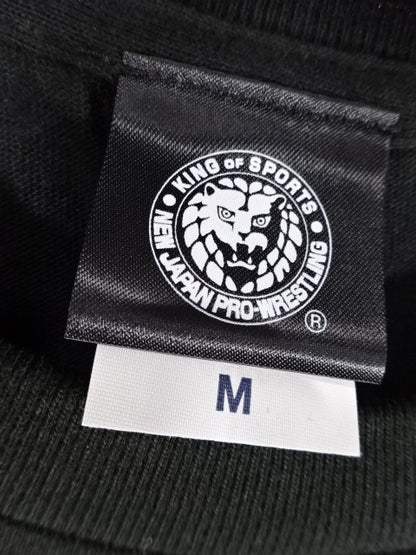 • KING OF SPORTS •
NEW JAPAN PRO-WRESTLING
®
M